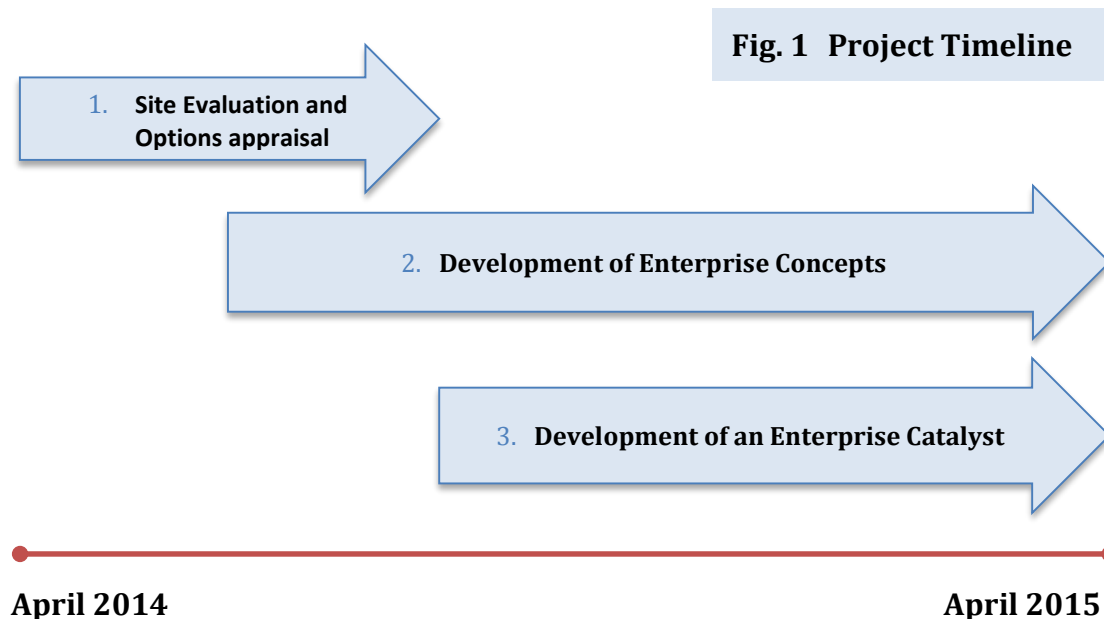 Fig. 1 Project Timeline
1. Site Evaluation and
Options appraisal
2. Development of Enterprise Concepts
3. Development of an Enterprise Catalyst
April 2014
April 2015